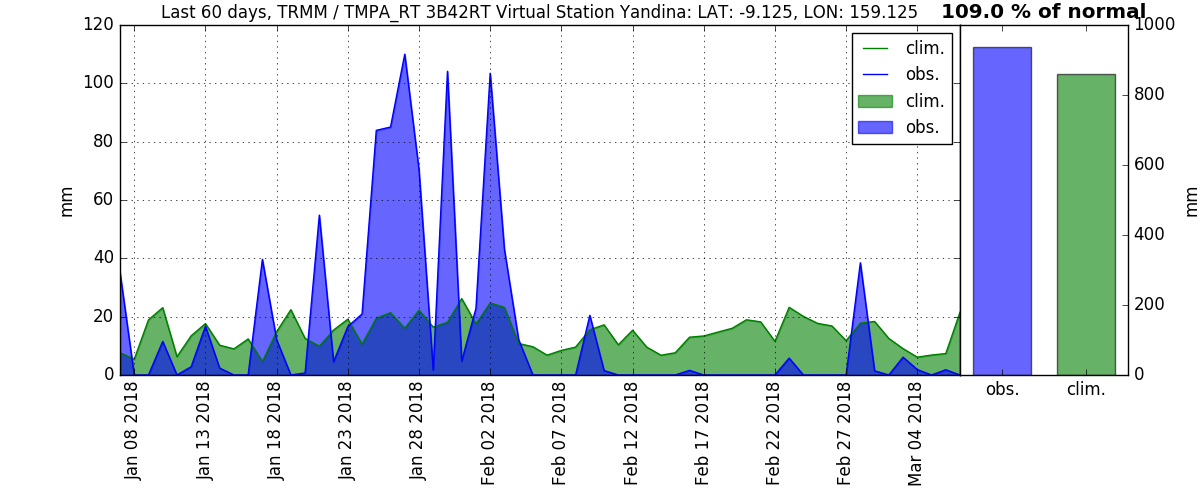 Last 60 days, TRMM / TMPA_RT 3B42RT Virtual Station Yandina: LAT: -9.125, LON: 159.125
109.0 % of normal
120
100
80
60
40
20
0
mm
clim.
obs.
clim.
obs.
1000
800
600
400
200
0
mm
Jan 08 2018
Jan 13 2018
Jan 18 2018
Jan 23 2018
Jan 28 2018
Feb 02 2018
Feb 07 2018
Feb 12 2018
Feb 17 2018
Feb 22 2018
Feb 27 2018
Mar 04 2018
obs.
clim.